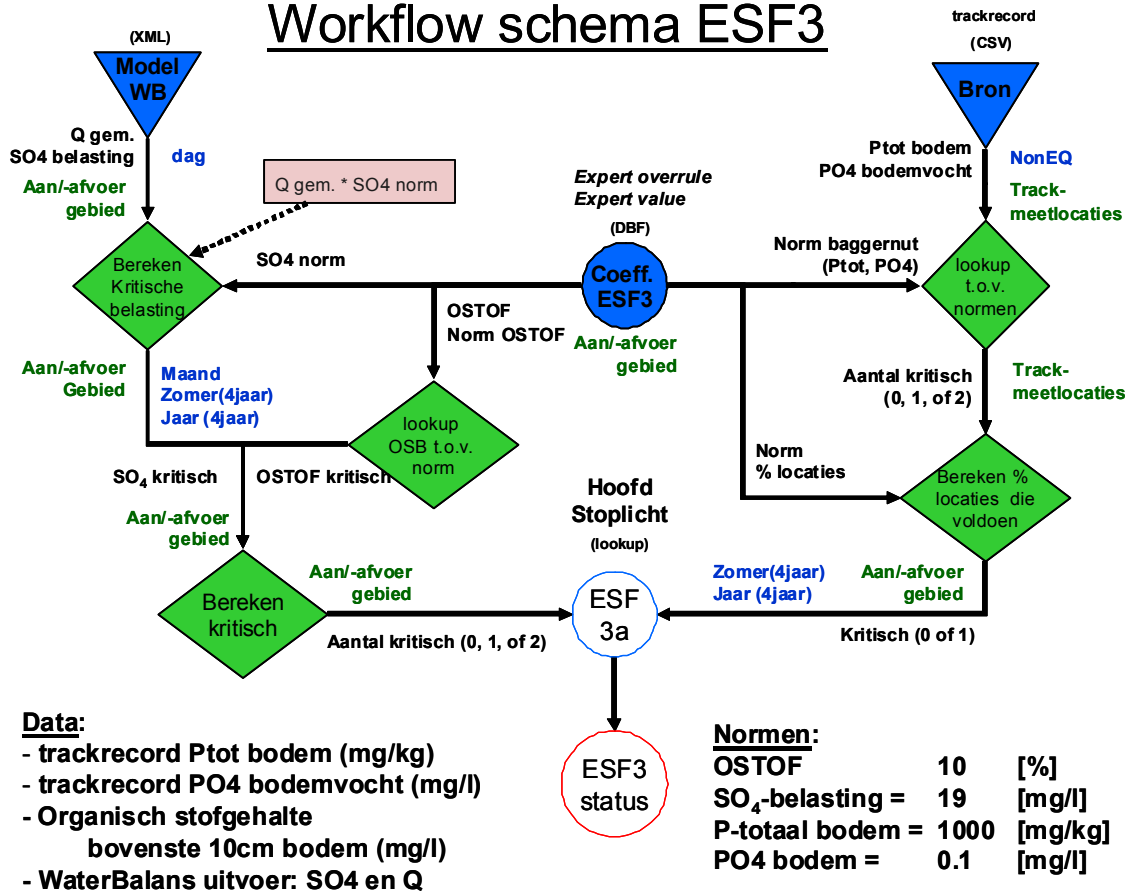 Workflow schema ESF3
(XML)
Model
WB
Q gem.
SO4 belasting
dag
Aan/-afvoer
gebied
Q gem. * SO4 norm
Bereken
Kritische
belasting
SO4 norm
Expert overrule
Expert value
(DBF)
Coeff.
ESF3
Aan/-afvoer
gebied
trackrecord
(CSV)
Bron
Ptot bodem
PO4 bodemvocht
NonEQ
Track-
meetlocaties
Norm baggernut
(Ptot, PO4)
lookup
t.o.v.
normen
OSTOF
Norm OSTOF
Aan/-afvoer
Gebied
Maand
Zomer(4jaar)
Jaar (4jaar)
lookup
OSB t.o.v.
norm
Aantal kritisch
(0, 1, of 2)
Track-
meetlocaties
SO₄ kritisch
OSTOF kritisch
Norm
% locaties
Bereken %
locaties die
voldoen
Aan/-afvoer
gebied
Hoofd
Stoplicht
(lookup)
Bereken
kritisch
Aan/-afvoer
gebied
Aantal kritisch (0, 1, of 2)
ESF
3a
Zomer(4jaar)
Jaar (4jaar)
Aan/-afvoer
gebied
Kritisch (0 of 1)
ESF3
status
Data:
- trackrecord Ptot bodem (mg/kg)
- trackrecord PO4 bodemvocht (mg/l)
- Organisch stofgehalte
bovenste 10cm bodem (mg/l)
- WaterBalans uitvoer: SO4 en Q
Normen:
OSTOF 10 [%]
SO₄-belasting = 19 [mg/l]
P-totaal bodem = 1000 [mg/kg]
PO4 bodem = 0.1 [mg/l]